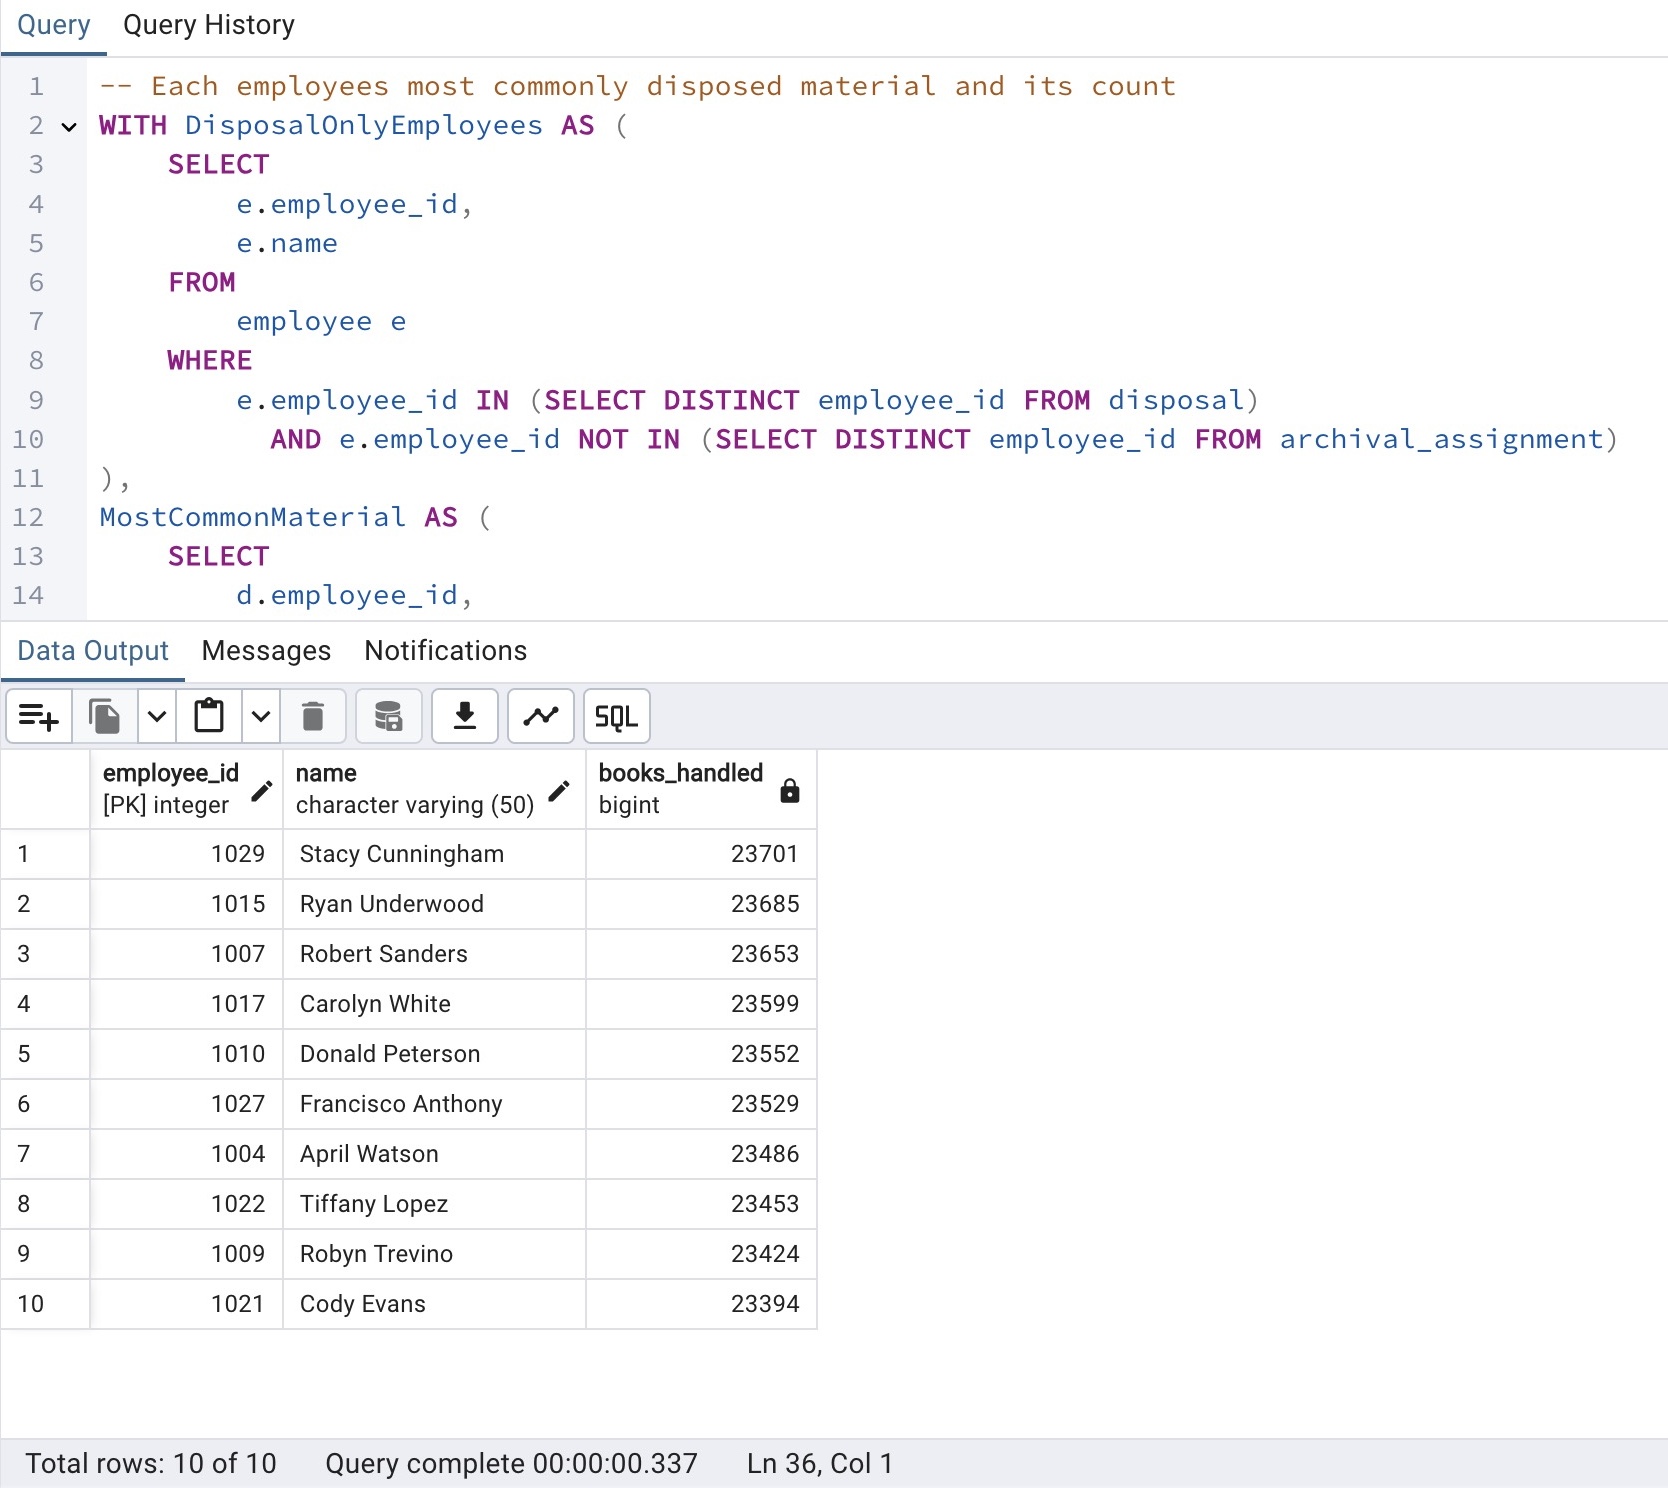 Query Query History
1 -- Each employees most commonly disposed material and its count
2 WITH DisposalOnlyEmployees AS (
3 SELECT
4 e.employee_id,
5 e.name
6 FROM
7 employee e
8 WHERE
9 e.employee_id IN (SELECT DISTINCT employee_id FROM disposal)
10 AND e.employee_id NOT IN (SELECT DISTINCT employee_id FROM archival_assignment)
11 ),
12 MostCommonMaterial AS (
13 SELECT
14 d.employee_id,
Data Output Messages Notifications
SQL
employee_id name books_handled
[PK] integer character varying (50) bigint
1 1029 Stacy Cunningham 23701
2 1015 Ryan Underwood 23685
3 1007 Robert Sanders 23653
4 1017 Carolyn White 23599
5 1010 Donald Peterson 23552
6 1027 Francisco Anthony 23529
7 1004 April Watson 23486
8 1022 Tiffany Lopez 23453
9 1009 Robyn Trevino 23424
10 1021 Cody Evans 23394
Total rows: 10 of 10 Query complete 00:00:00.337 Ln 36, Col 1